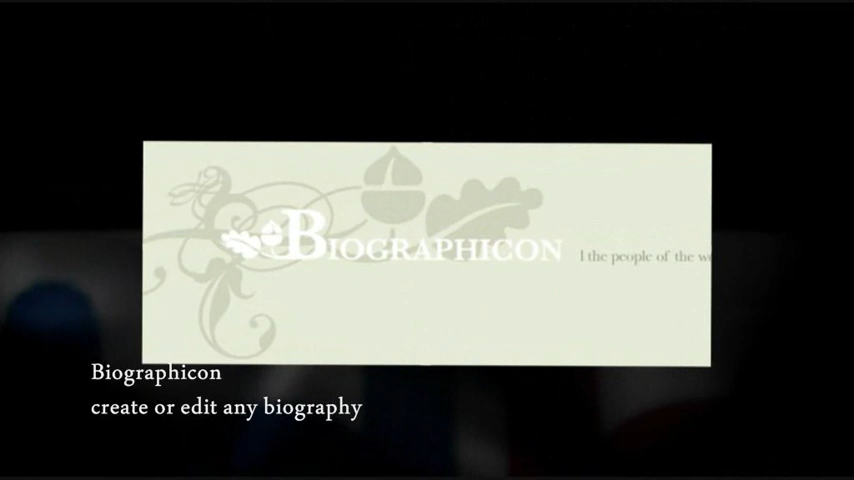 BIOGRAPHICON
l the people of the
Biographicon
create or edit any biography